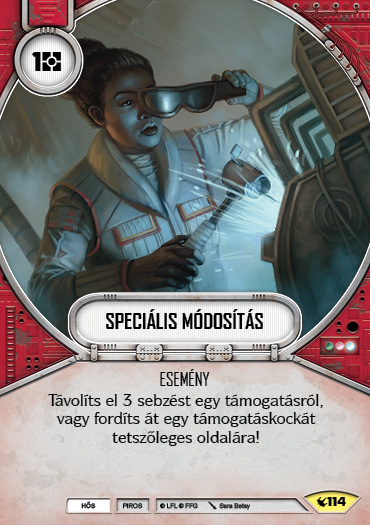 1
SPECIÁLIS MÓDOSÍTÁS
ESEMÉNY
Távolíts el 3 sebzést egy támogatásról,
vagy fordíts át egy támogatáskockát
tetszőleges oldalára!
HŐS PIROS © LFL © FFG Sara Betsy 114